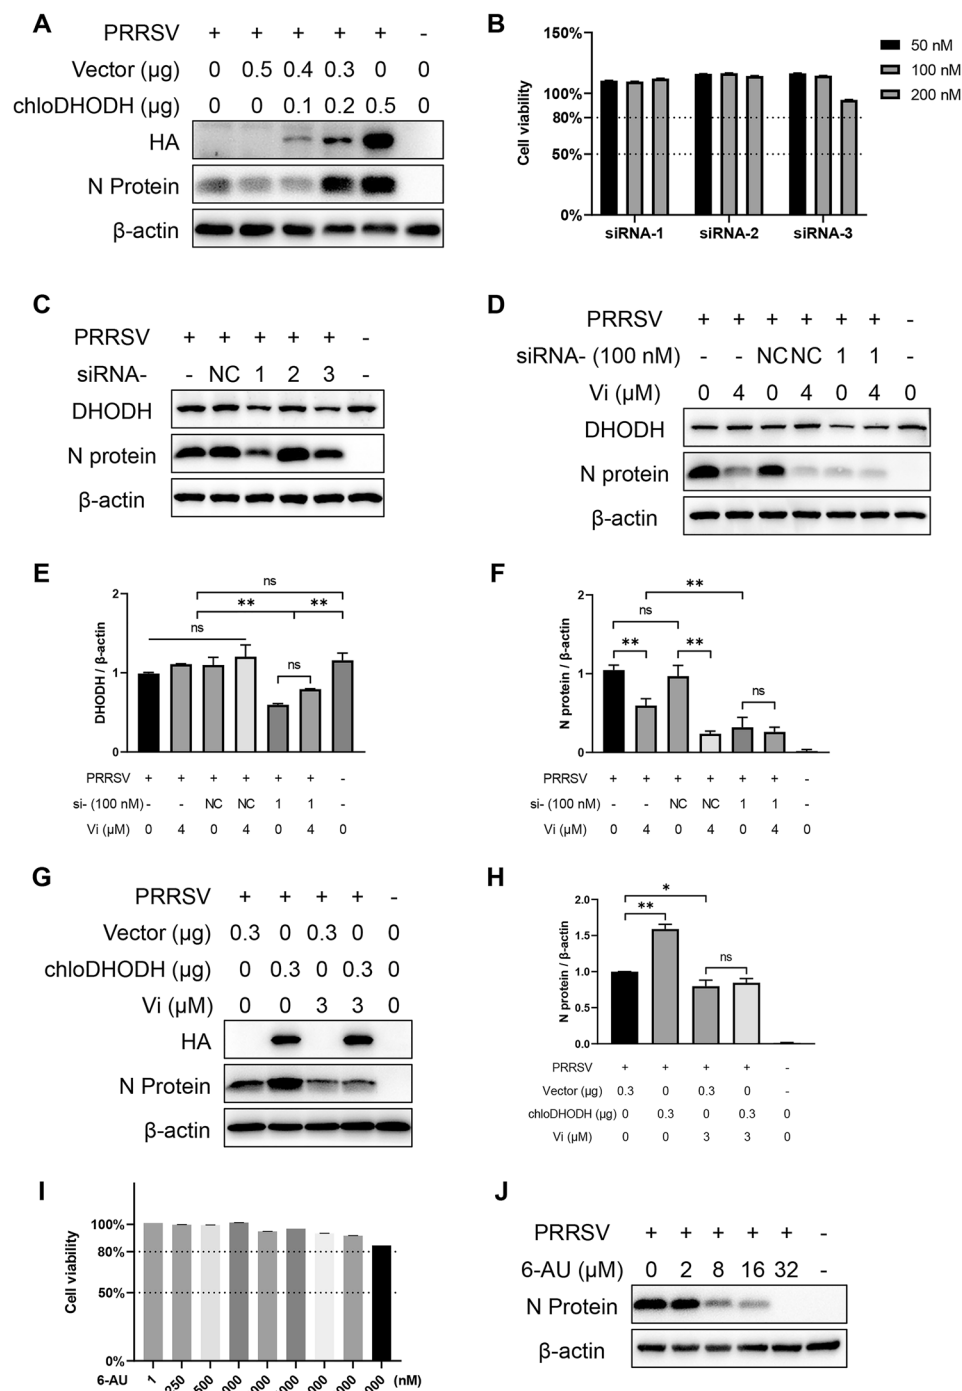 A
PRRSV + + + + + -
Vector (µg) 0 0.5 0.4 0.3 0 0
chloDHODH (µg) 0 0 0.1 0.2 0.5 0
HA
N Protein
β-actin
B
150%
100%
80%
50%
0%
Cell viability
siRNA-1 siRNA-2 siRNA-3
50 nM
100 nM
200 nM
C
PRRSV + + + + + -
siRNA- - NC 1 2 3 -
DHODH
N protein
β-actin
D
PRRSV + + + + + + -
siRNA- (100 nM) - - NC NC 1 1 -
Vi (µM) 0 4 0 4 0 4 0
DHODH
N protein
β-actin
E
ns
** **
ns
ns
2
1
0
DHODH / β-actin
PRRSV + + + + + + -
si- (100 nM) - - NC NC 1 1 -
Vi (µM) 0 4 0 4 0 4 0
F
**
ns
** **
ns
2
1
0
N protein / β-actin
PRRSV + + + + + + -
si- (100 nM) - - NC NC 1 1 -
Vi (µM) 0 4 0 4 0 4 0
G
PRRSV + + + + -
Vector (µg) 0.3 0 0.3 0 0
chloDHODH (µg) 0 0.3 0 0.3 0
Vi (µM) 0 0 3 3 0
HA
N Protein
β-actin
H
*
**
ns
2.0
1.5
1.0
0.5
0.0
N protein / β-actin
PRRSV + + + + -
Vector (µg) 0.3 0 0.3 0 -
chloDHODH (µg) 0 0.3 0 0.3 0
Vi (µM) 0 0 3 3 0
I
100%
80%
50%
0%
Cell viability
6-AU 1 250 500 (nM)
J
PRRSV + + + + + -
6-AU (µM) 0 2 8 16 32 -
N Protein
β-actin